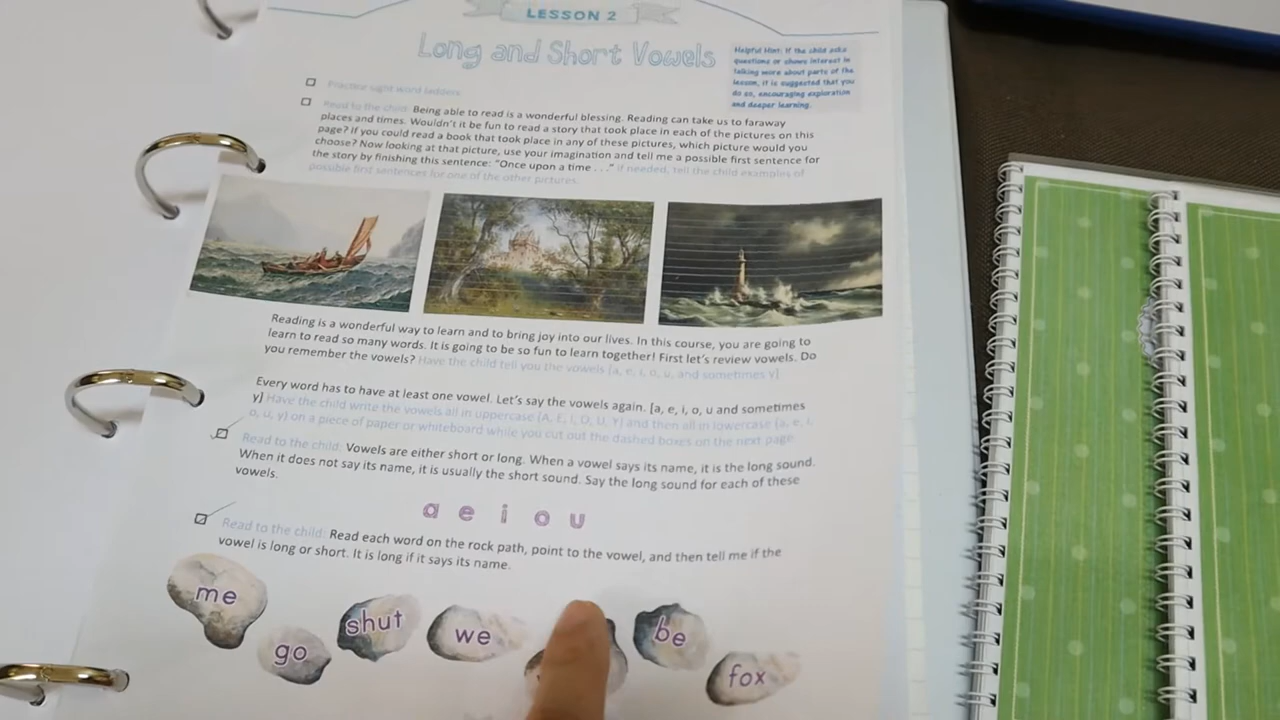 LESSON 2
Long and Short Vowels
Helpful Hint: If the child asks
questions or shows interest in
talking more about parts of the
lesson, it is suggested that you
do so, encouraging exploration
and deeper learning.
Practice sight word ladders
Read to the child: Being able to read is a wonderful blessing. Reading can take us to faraway
places and times. Wouldn't it be fun to read a story that took place in each of the pictures on this
page? If you could read a book that took place in any of these pictures, which picture would you
choose? Now looking at that picture, use your imagination and tell me a possible first sentence for
the story by finishing this sentence: "Once upon a time . . ." If needed, tell the child examples of
possible first sentences for one of the other pictures.
Reading is a wonderful way to learn and to bring joy into our lives. In this course, you are going to
learn to read so many words. It is going to be so fun to learn together! First let's review vowels. Do
you remember the vowels? Have the child tell you the vowels [a, e, i, o, u, and sometimes y]
Every word has to have at least one vowel. Let's say the vowels again. [a, e, i, o, u and sometimes
y] Have the child write the vowels all in uppercase (A, E, I, O, U, Y) and then all in lowercase (a, e, i,
o, u, y) on a piece of paper or whiteboard while you cut out the dashed boxes on the next page
Read to the child: Vowels are either short or long. When a vowel says its name, it is the long sound.
When it does not say its name, it is usually the short sound. Say the long sound for each of these
vowels.
a e i o u
Read to the child: Read each word on the rock path, point to the vowel, and then tell me if the
vowel is long or short. It is long if it says its name.
me go shut we be fox